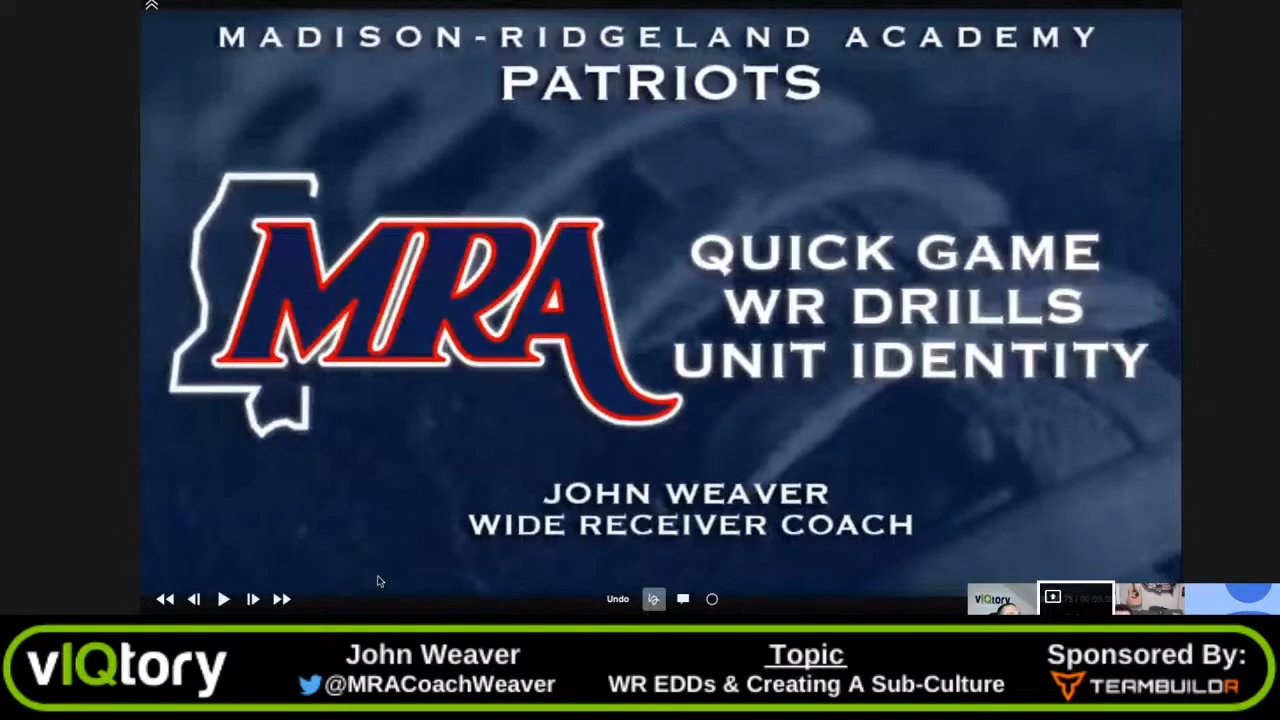 MADISON-RIDGELAND ACADEMY
PATRIOTS
MRA
QUICK GAME
WR DRILLS
UNIT IDENTITY
JOHN WEAVER
WIDE RECEIVER COACH
Undo
vIQtory
vIQtory
John Weaver
@MRACoachWeaver
Topic
WR EDDs & Creating A Sub-Culture
Sponsored By:
TEAMBUILDR